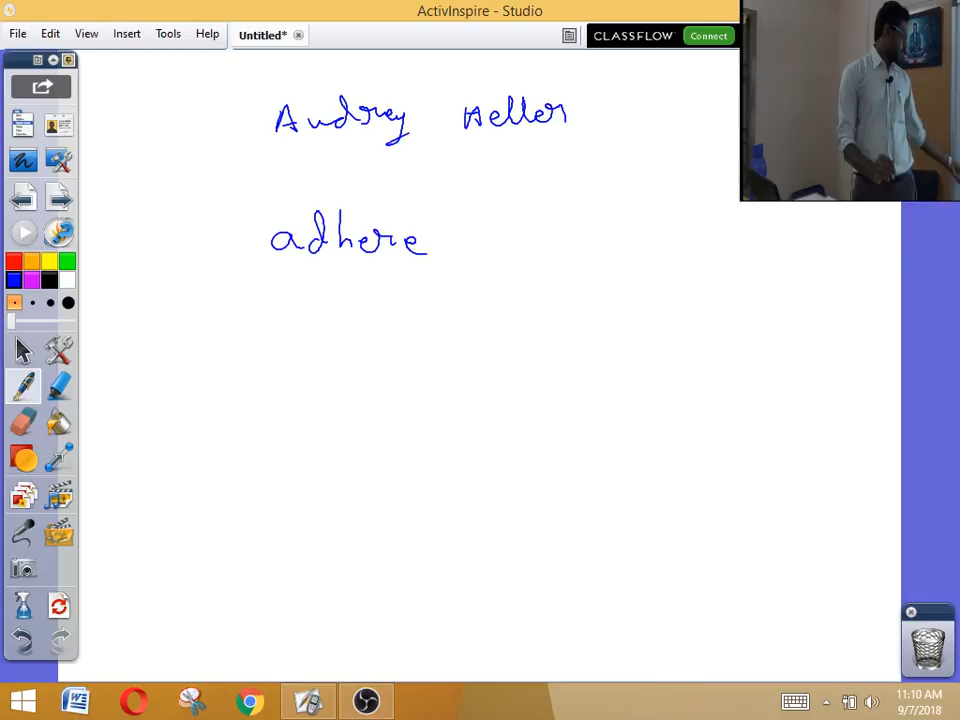 ActivInspire - Studio
File Edit View Insert Tools Help Untitled* CLASSFLOW Connect
Audrey Heller
adhere
11:10 AM
9/7/2018